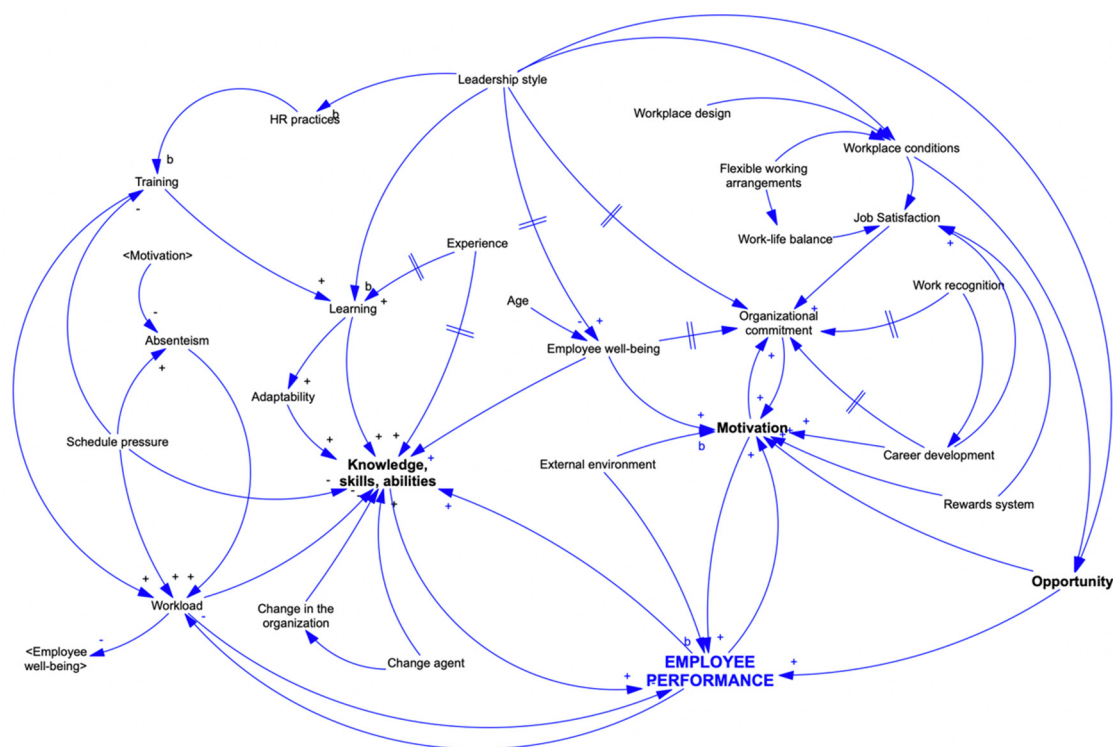 Leadership style
HR practices
b
Workplace design
Workplace conditions
b
Training
-
Flexible working
arrangements
Job Satisfaction
+
Work-life balance
Experience
<Motivation>
Work recognition
+
b
+
Learning
Age
-
Absenteism
+
- +
Employee well-being
Organizational
commitment
+
+
+
Adaptability
+
+
+
Motivation
+
b
+
+
Schedule pressure
+
+ +
Knowledge,
skills, abilities
+
External environment
Career development
-
-
-
+
+
Rewards system
Opportunity
+
+ +
Workload
-
Change in the
organization
<Employee
well-being>
-
Change agent
b
+
EMPLOYEE
PERFORMANCE
+
+
-